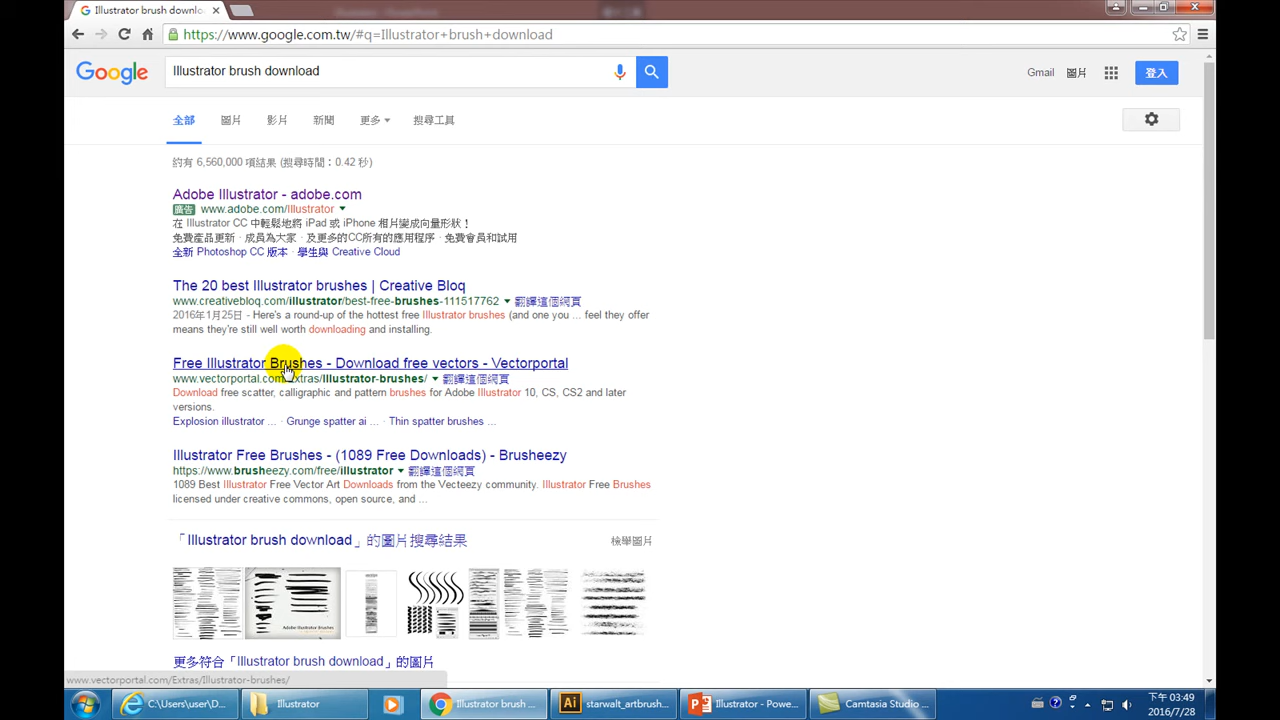 Illustrator brush downlo
https://www.google.com.tw/#q=Illustrator+brush+download
Google
Illustrator brush download
Gmail 圖片 登入
全部 圖片 影片 新聞 更多 搜尋工具
約有 6,560,000 項結果 (搜尋時間：0.42 秒)
Adobe Illustrator - adobe.com
廣告 www.adobe.com/Illustrator
在 Illustrator CC 中輕鬆地將 iPad 或 iPhone 相片變成向量形狀！
免費產品更新 · 成員為大家 · 及更多的CC所有的應用程序 · 免費會員和試用
全新 Photoshop CC 版本 · 學生與 Creative Cloud
The 20 best Illustrator brushes | Creative Bloq
www.creativebloq.com/illustrator/best-free-brushes-111517762 翻譯這個網頁
2016年1月25日 - Here's a round-up of the hottest free Illustrator brushes (and one you ... feel they offer
means they're still well worth downloading and installing.
Free Illustrator Brushes - Download free vectors - Vectorportal
www.vectorportal.com/Extras/Illustrator-brushes/ 翻譯這個網頁
Download free scatter, calligraphic and pattern brushes for Adobe Illustrator 10, CS, CS2 and later
versions.
Explosion illustrator ... · Grunge spatter ai ... · Thin spatter brushes ...
Illustrator Free Brushes - (1089 Free Downloads) - Brusheezy
https://www.brusheezy.com/free/illustrator 翻譯這個網頁
1089 Best Illustrator Free Vector Art Downloads from the Vecteezy community. Illustrator Free Brushes
licensed under creative commons, open source, and ...
「Illustrator brush download」的圖片搜尋結果 檢舉圖片
Adobe Illustrator Brushes
更多符合「Illustrator brush download」的圖片
www.vectorportal.com/Extras/Illustrator-brushes/
C:\Users\user\D... Illustrator Illustrator brush ... Ai starwalt_artbrush... Illustrator - Powe... Camtasia Studio ...
下午 03:49
2016/7/28